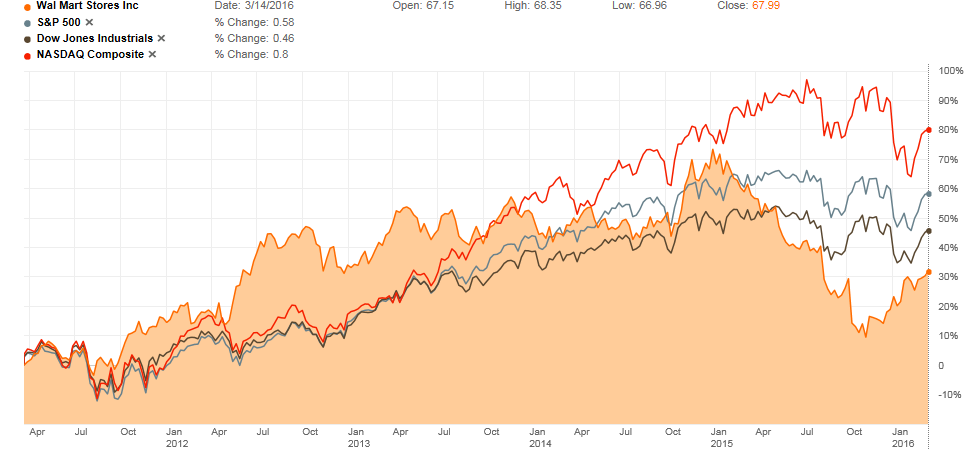 Wal Mart Stores Inc Date: 3/14/2016 Open: 67.15 High: 68.35 Low: 66.96 Close: 67.99
S&P 500 ✕ % Change: 0.58
Dow Jones Industrials ✕ % Change: 0.46
NASDAQ Composite ✕ % Change: 0.8
100%
90%
80%
70%
60%
50%
40%
30%
20%
10%
0
-10%
Apr Jul Oct Jan Apr Jul Oct Jan Apr Jul Oct Jan Apr Jul Oct Jan Apr Jul Oct Jan
2012 2013 2014 2015 2016